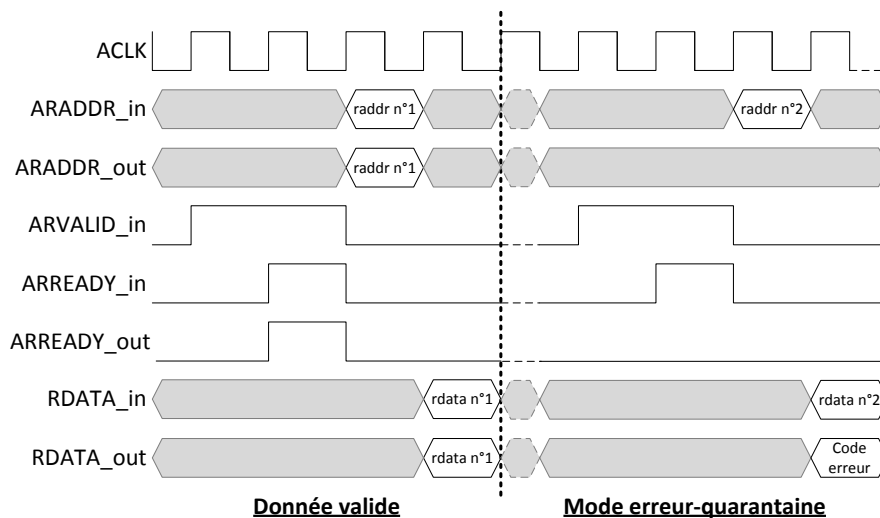 ACLK
ARADDR_in
raddr n°1
raddr n°2
ARADDR_out
raddr n°1
ARVALID_in
ARREADY_in
ARREADY_out
RDATA_in
rdata n°1
rdata n°2
RDATA_out
rdata n°1
Code
erreur
Donnée valide
Mode erreur-quarantaine